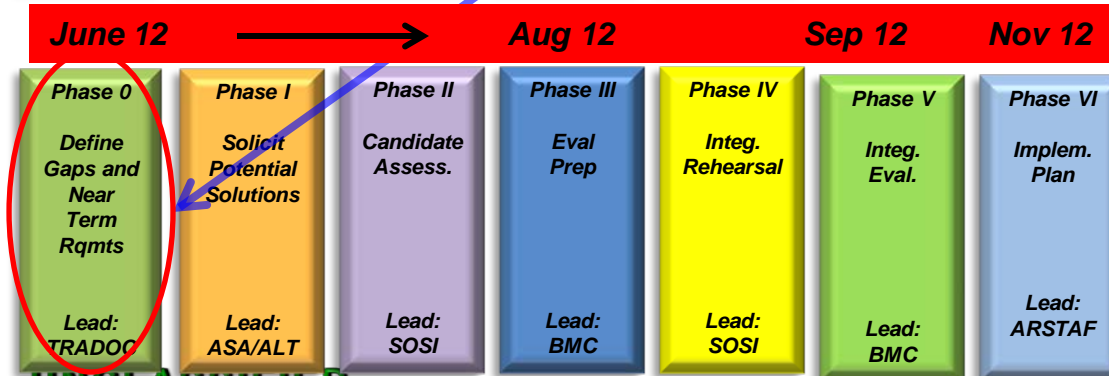 June 12 Aug 12 Sep 12 Nov 12
Phase 0
Define
Gaps and
Near
Term
Rqmts
Lead:
TRADOC
Phase I
Solicit
Potential
Solutions
Lead:
ASA/ALT
Phase II
Candidate
Assess.
Lead:
SOSI
Phase III
Eval
Prep
Lead:
BMC
Phase IV
Integ.
Rehearsal
Lead:
SOSI
Phase V
Integ.
Eval.
Lead:
BMC
Phase VI
Implem.
Plan
Lead:
ARSTAF